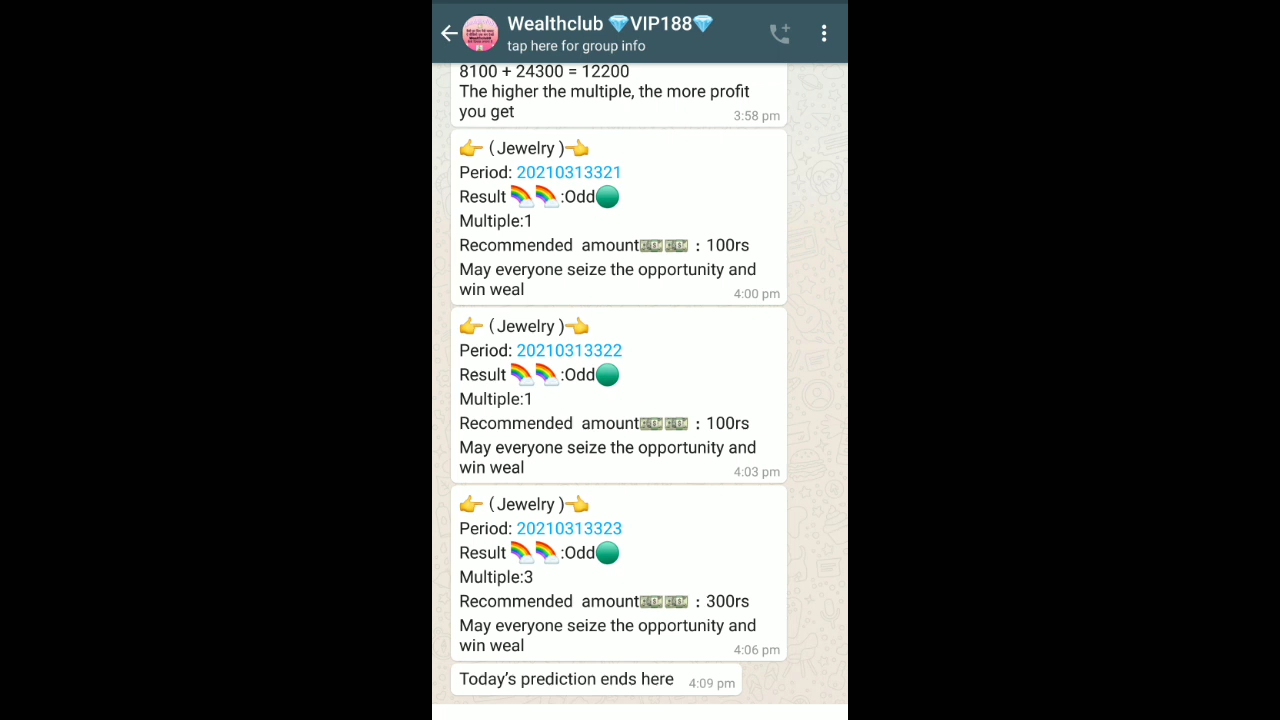 Wealthclub 💎VIP188💎
tap here for group info
8100 + 24300 = 12200
The higher the multiple, the more profit
you get
3:58 pm
👉 (Jewelry )👈
Period: 20210313321
Result 🌈🌈:Odd🟢
Multiple:1
Recommended amount💵💵 : 100rs
May everyone seize the opportunity and
win weal
4:00 pm
👉 (Jewelry )👈
Period: 20210313322
Result 🌈🌈:Odd🟢
Multiple:1
Recommended amount💵💵 : 100rs
May everyone seize the opportunity and
win weal
4:03 pm
👉 (Jewelry )👈
Period: 20210313323
Result 🌈🌈:Odd🟢
Multiple:3
Recommended amount💵💵 : 300rs
May everyone seize the opportunity and
win weal
4:06 pm
Today's prediction ends here
4:09 pm